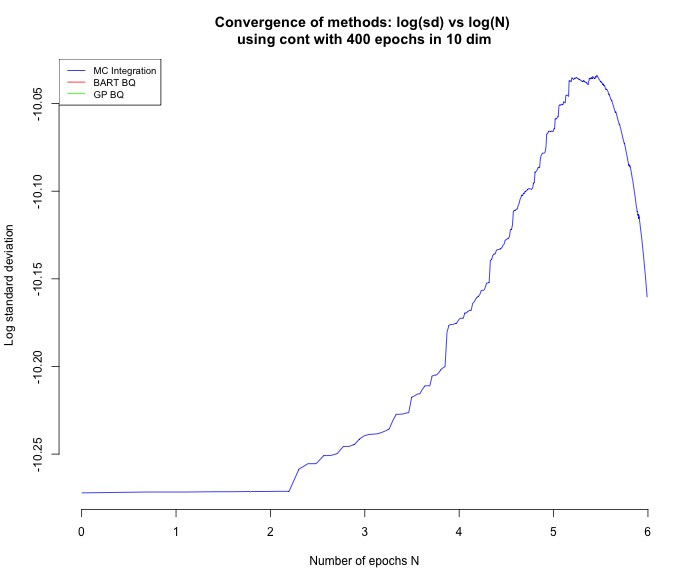 Convergence of methods: log(sd) vs log(N)
using cont with 400 epochs in 10 dim
MC Integration
BART BQ
GP BQ
-10.05
-10.10
-10.15
-10.20
-10.25
Log standard deviation
0 1 2 3 4 5 6
Number of epochs N